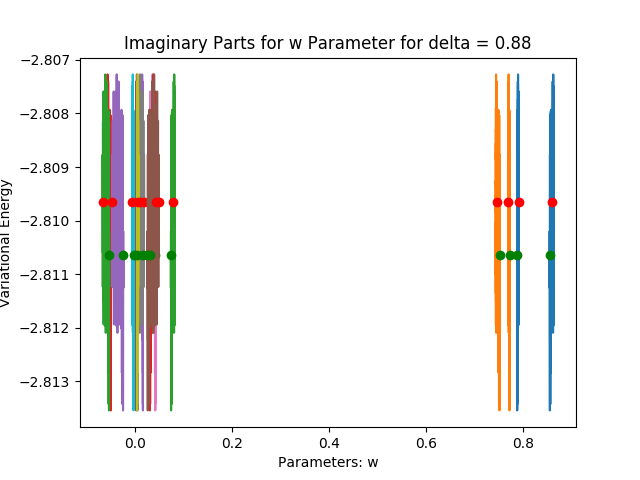 Imaginary Parts for w Parameter for delta = 0.88
−2.807
−2.808
−2.809
−2.810
−2.811
−2.812
−2.813
Variational Energy
0.0 0.2 0.4 0.6 0.8
Parameters: w